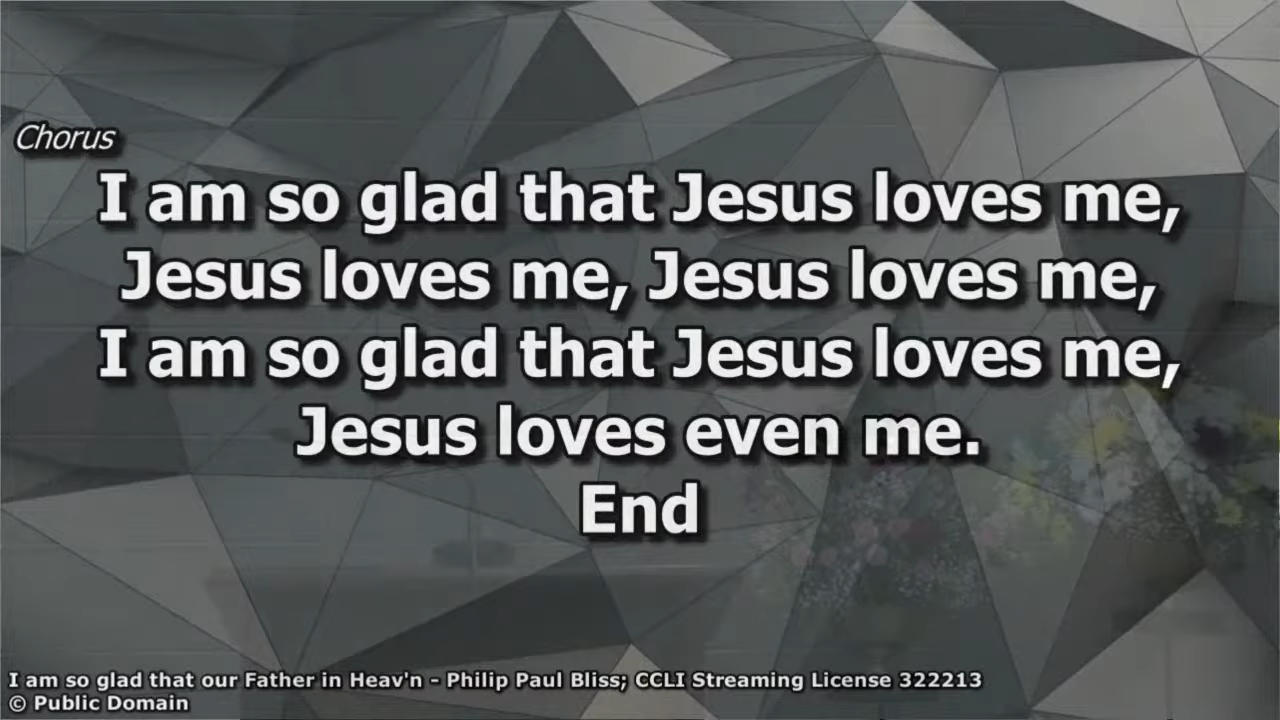 Chorus
I am so glad that Jesus loves me,
Jesus loves me, Jesus loves me,
I am so glad that Jesus loves me,
Jesus loves even me.
End
I am so glad that our Father in Heav'n - Philip Paul Bliss; CCLI Streaming License 322213
© Public Domain